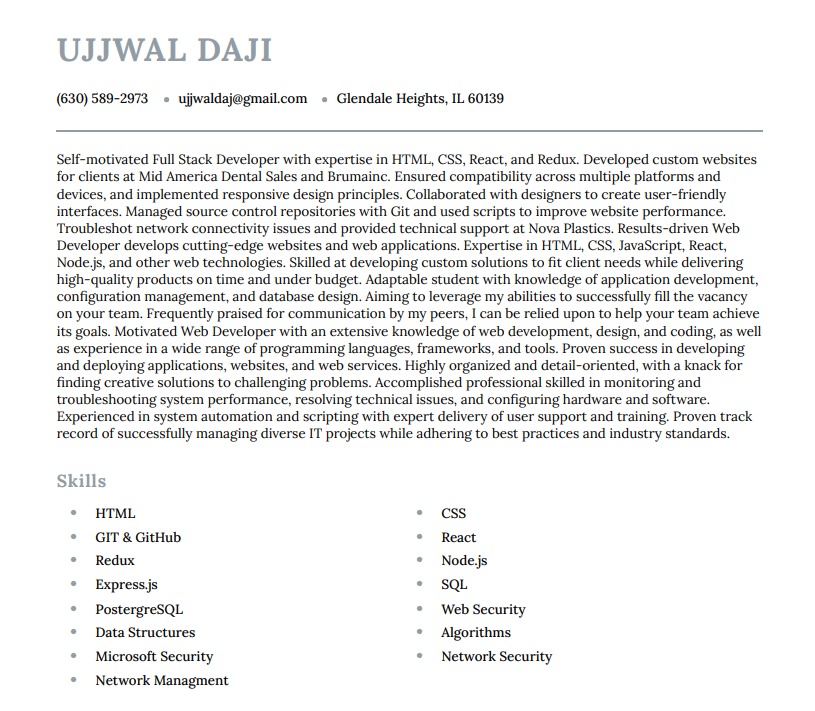 UJJWAL DAJI
(630) 589-2973 • ujjwaldaj@gmail.com • Glendale Heights, IL 60139
Self-motivated Full Stack Developer with expertise in HTML, CSS, React, and Redux. Developed custom websites
for clients at Mid America Dental Sales and Brumainc. Ensured compatibility across multiple platforms and
devices, and implemented responsive design principles. Collaborated with designers to create user-friendly
interfaces. Managed source control repositories with Git and used scripts to improve website performance.
Troubleshot network connectivity issues and provided technical support at Nova Plastics. Results-driven Web
Developer develops cutting-edge websites and web applications. Expertise in HTML, CSS, JavaScript, React,
Node.js, and other web technologies. Skilled at developing custom solutions to fit client needs while delivering
high-quality products on time and under budget. Adaptable student with knowledge of application development,
configuration management, and database design. Aiming to leverage my abilities to successfully fill the vacancy
on your team. Frequently praised for communication by my peers, I can be relied upon to help your team achieve
its goals. Motivated Web Developer with an extensive knowledge of web development, design, and coding, as well
as experience in a wide range of programming languages, frameworks, and tools. Proven success in developing
and deploying applications, websites, and web services. Highly organized and detail-oriented, with a knack for
finding creative solutions to challenging problems. Accomplished professional skilled in monitoring and
troubleshooting system performance, resolving technical issues, and configuring hardware and software.
Experienced in system automation and scripting with expert delivery of user support and training. Proven track
record of successfully managing diverse IT projects while adhering to best practices and industry standards.
Skills
• HTML
• GIT & GitHub
• Redux
• Express.js
• PostergreSQL
• Data Structures
• Microsoft Security
• Network Managment
• CSS
• React
• Node.js
• SQL
• Web Security
• Algorithms
• Network Security